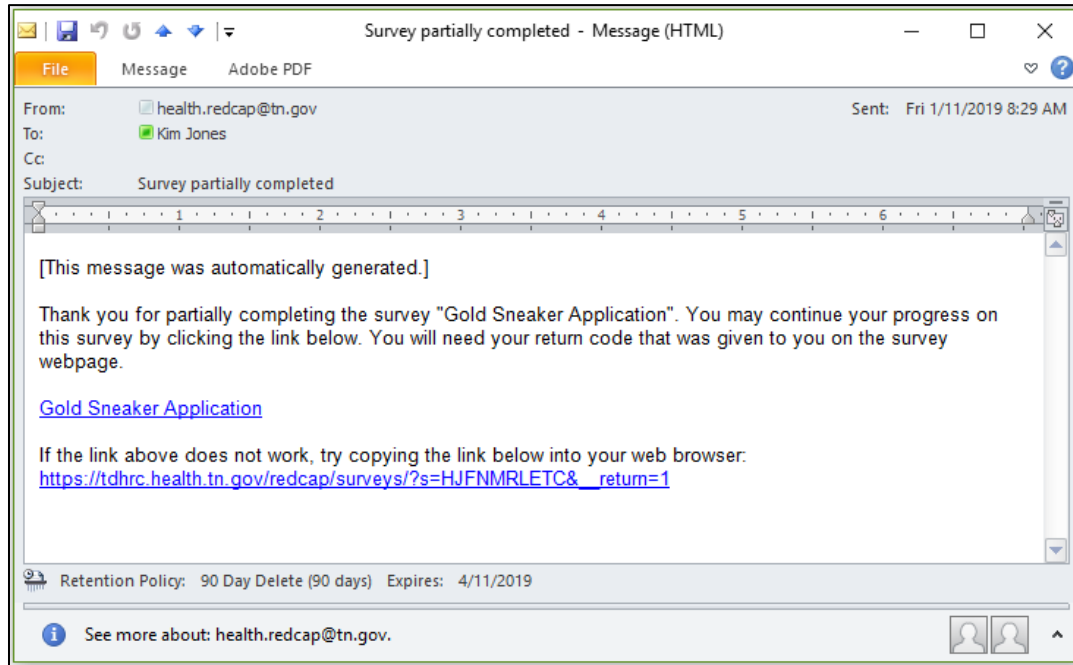 Survey partially completed - Message (HTML)
File Message Adobe PDF
From: health.redcap@tn.gov Sent: Fri 1/11/2019 8:29 AM
To: Kim Jones
Cc:
Subject: Survey partially completed
1 2 3 4 5 6
[This message was automatically generated.]
Thank you for partially completing the survey "Gold Sneaker Application". You may continue your progress on
this survey by clicking the link below. You will need your return code that was given to you on the survey
webpage.
Gold Sneaker Application
If the link above does not work, try copying the link below into your web browser:
https://tdhrc.health.tn.gov/redcap/surveys/?s=HJFNMRLETC&__return=1
Retention Policy: 90 Day Delete (90 days) Expires: 4/11/2019
See more about: health.redcap@tn.gov.